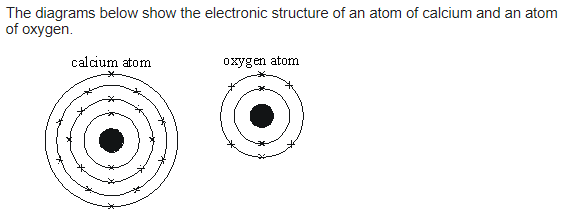 The diagrams below show the electronic structure of an atom of calcium and an atom
of oxygen.
calcium atom
oxygen atom